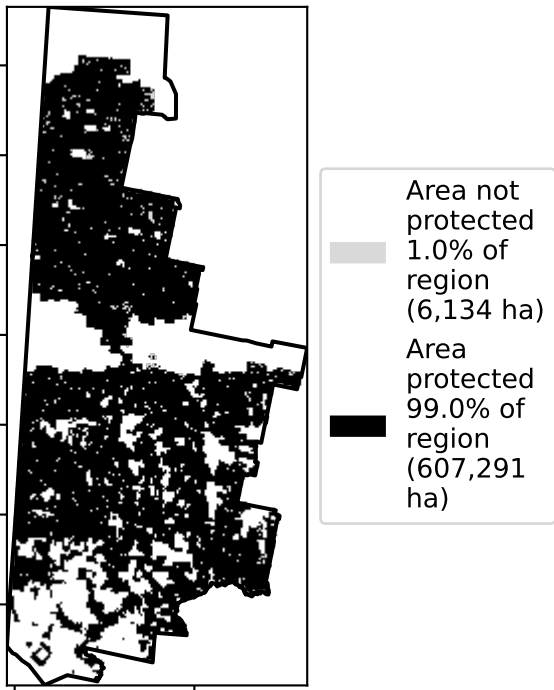 Area not
protected
1.0% of
region
(6,134 ha)
Area
protected
99.0% of
region
(607,291
ha)